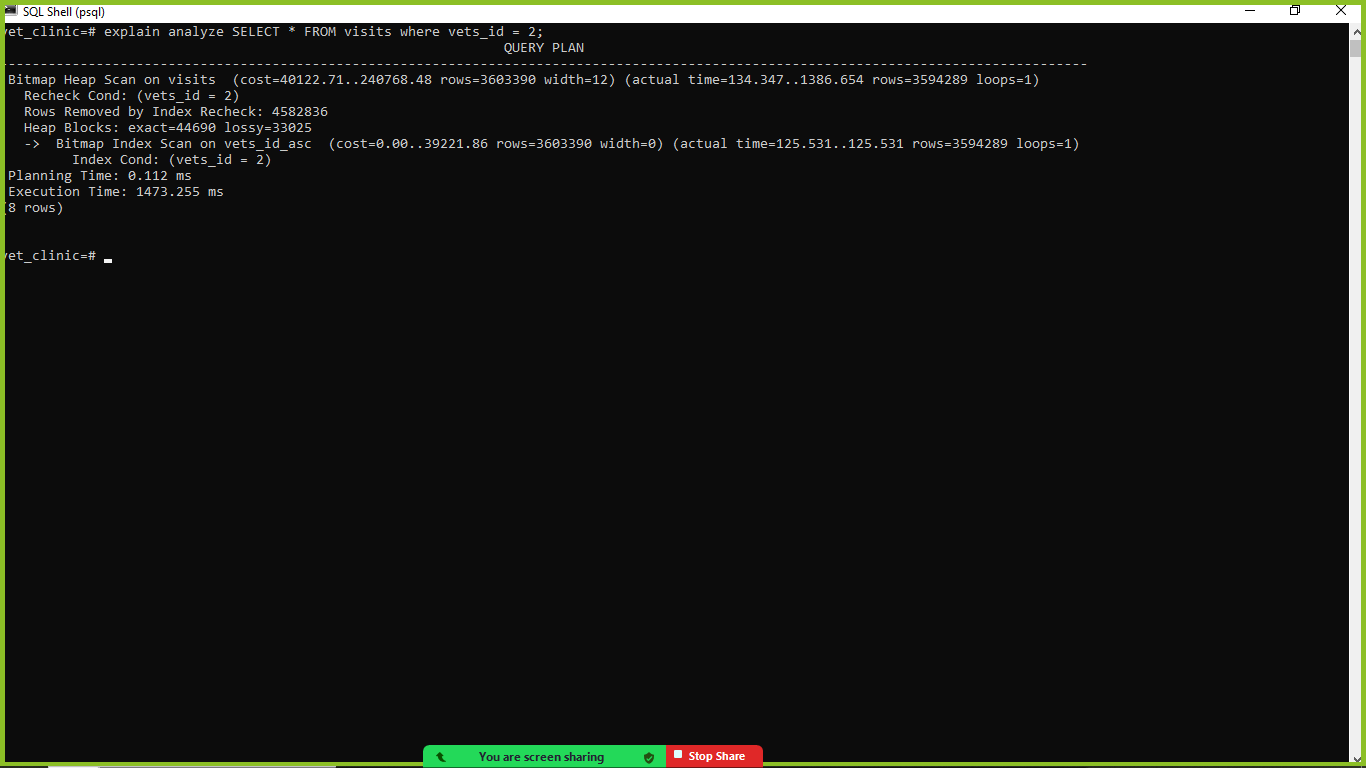 SQL Shell (psql)
vet_clinic=# explain analyze SELECT * FROM visits where vets_id = 2;
QUERY PLAN
---------------------------------------------------------------------------------------------------------------------------------------
Bitmap Heap Scan on visits  (cost=40122.71..240768.48 rows=3603390 width=12) (actual time=134.347..1386.654 rows=3594289 loops=1)
Recheck Cond: (vets_id = 2)
Rows Removed by Index Recheck: 4582836
Heap Blocks: exact=44690 lossy=33025
->  Bitmap Index Scan on vets_id_asc  (cost=0.00..39221.86 rows=3603390 width=0) (actual time=125.531..125.531 rows=3594289 loops=1)
Index Cond: (vets_id = 2)
Planning Time: 0.112 ms
Execution Time: 1473.255 ms
(8 rows)
vet_clinic=#
You are screen sharing
Stop Share